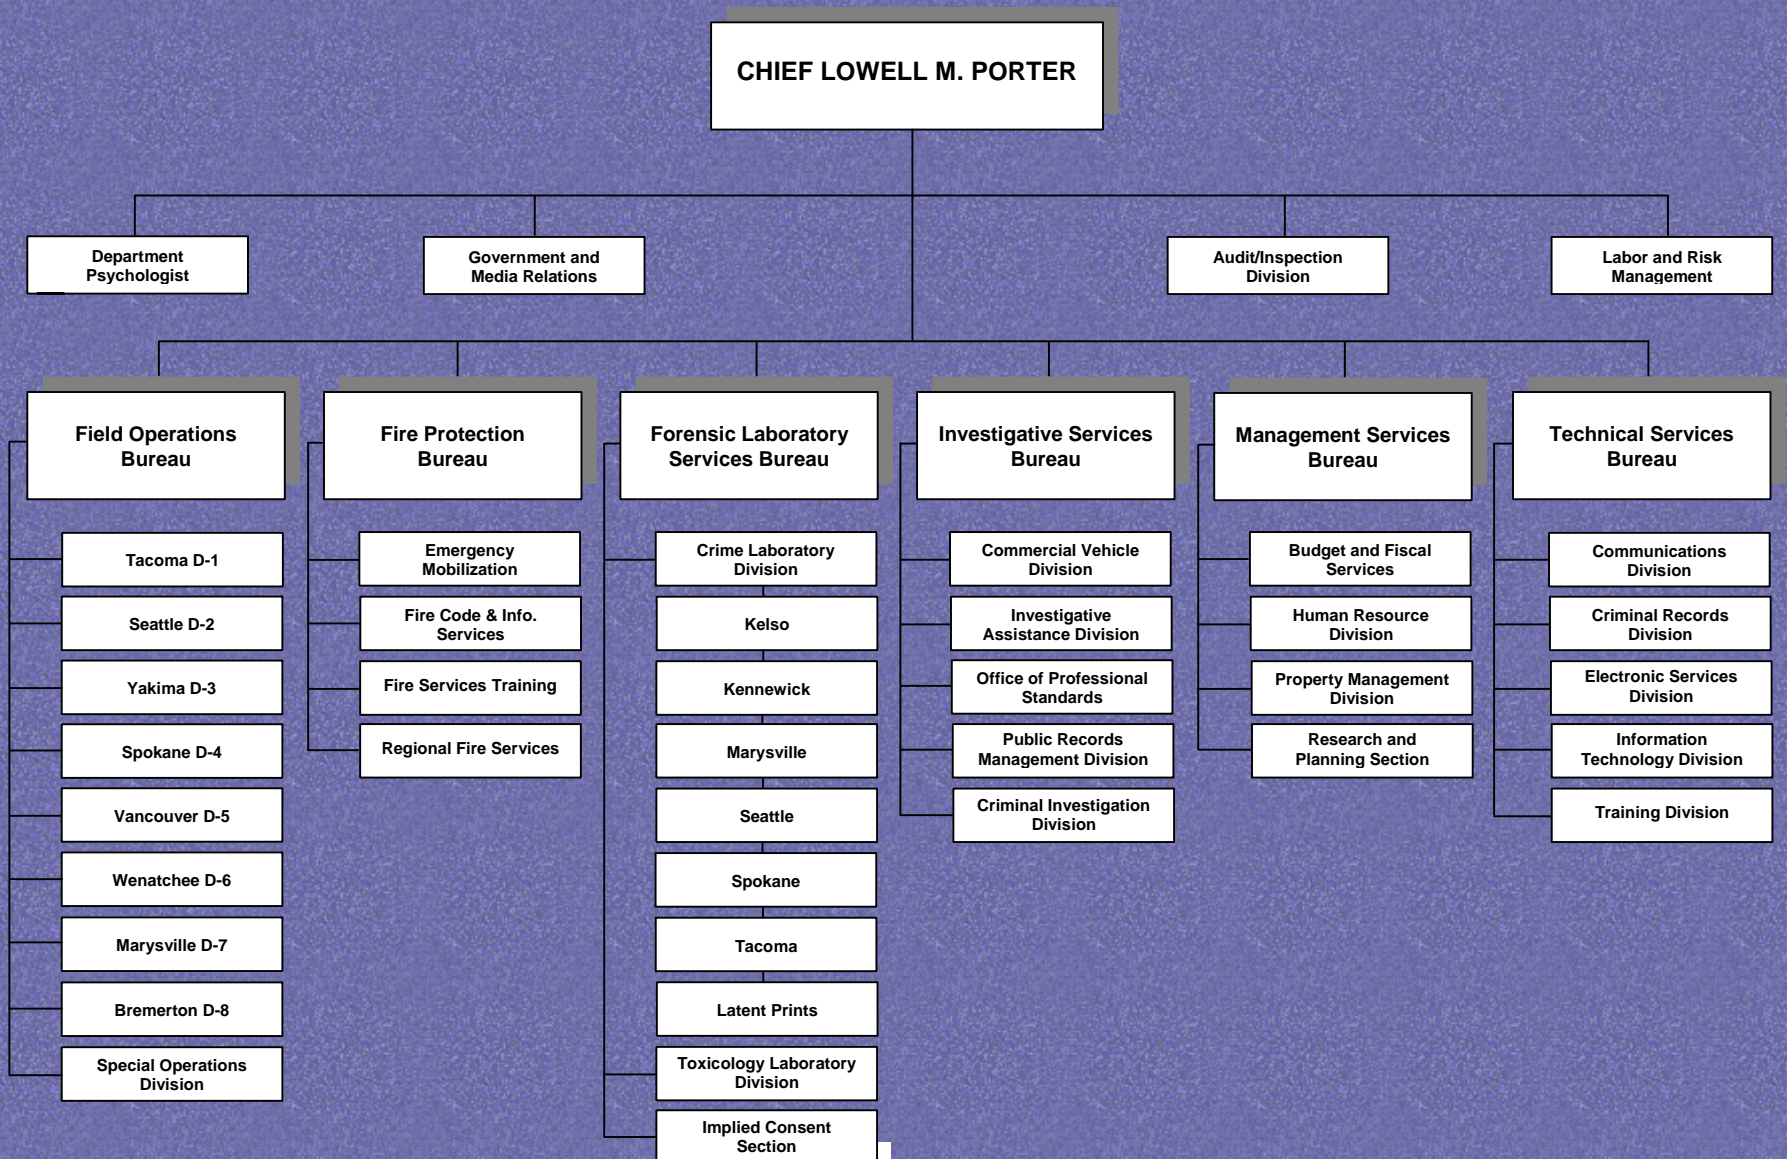 CHIEF LOWELL M. PORTER
Department
Psychologist
Government and
Media Relations
Audit/Inspection
Division
Labor and Risk
Management
Field Operations
Bureau
Tacoma D-1
Seattle D-2
Yakima D-3
Spokane D-4
Vancouver D-5
Wenatchee D-6
Marysville D-7
Bremerton D-8
Special Operations
Division
Fire Protection
Bureau
Emergency
Mobilization
Fire Code & Info.
Services
Fire Services Training
Regional Fire Services
Forensic Laboratory
Services Bureau
Crime Laboratory
Division
Kelso
Kennewick
Marysville
Seattle
Spokane
Tacoma
Latent Prints
Toxicology Laboratory
Division
Implied Consent
Section
Investigative Services
Bureau
Commercial Vehicle
Division
Investigative
Assistance Division
Office of Professional
Standards
Public Records
Management Division
Criminal Investigation
Division
Management Services
Bureau
Budget and Fiscal
Services
Human Resource
Division
Property Management
Division
Research and
Planning Section
Technical Services
Bureau
Communications
Division
Criminal Records
Division
Electronic Services
Division
Information
Technology Division
Training Division